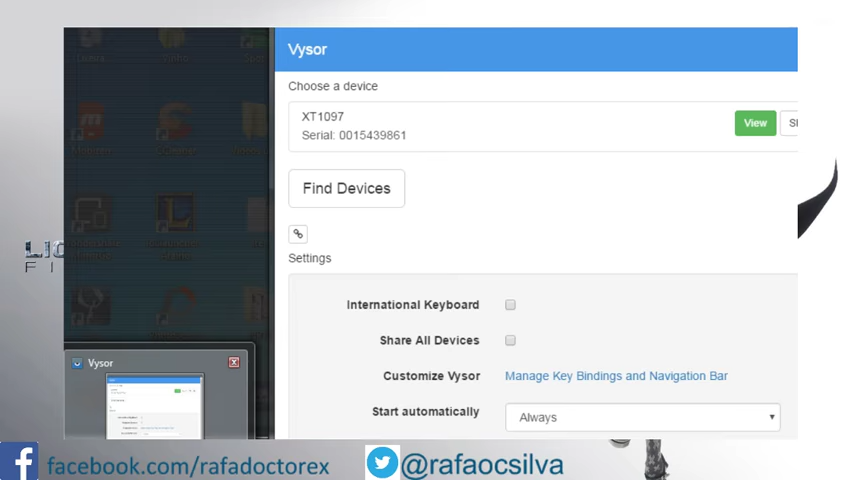 Vysor
Choose a device
XT1097
Serial: 0015439861
View
Find Devices
Settings
International Keyboard
Share All Devices
Customize Vysor Manage Key Bindings and Navigation Bar
Start automatically Always
Vysor
facebook.com/rafadoctorex
@rafaocsilva